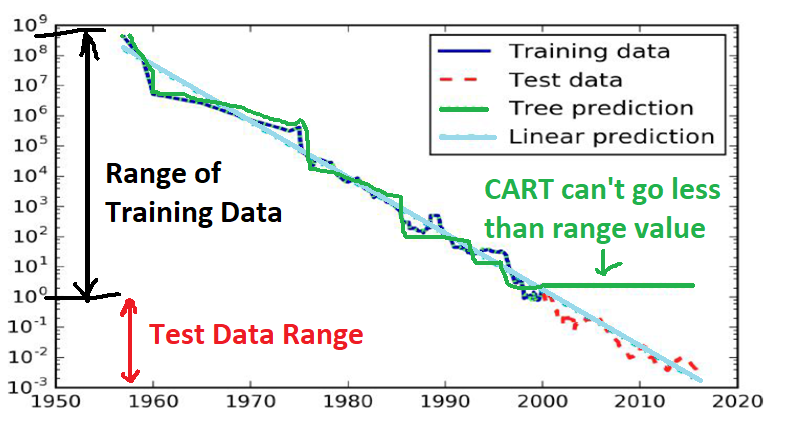 10⁹
10⁸
10⁷
10⁶
10⁵
10⁴
10³
10²
10¹
10⁰
10⁻¹
10⁻²
10⁻³
1950 1960 1970 1980 1990 2000 2010 2020
Training data
Test data
Tree prediction
Linear prediction
Range of
Training Data
CART can't go less
than range value
Test Data Range